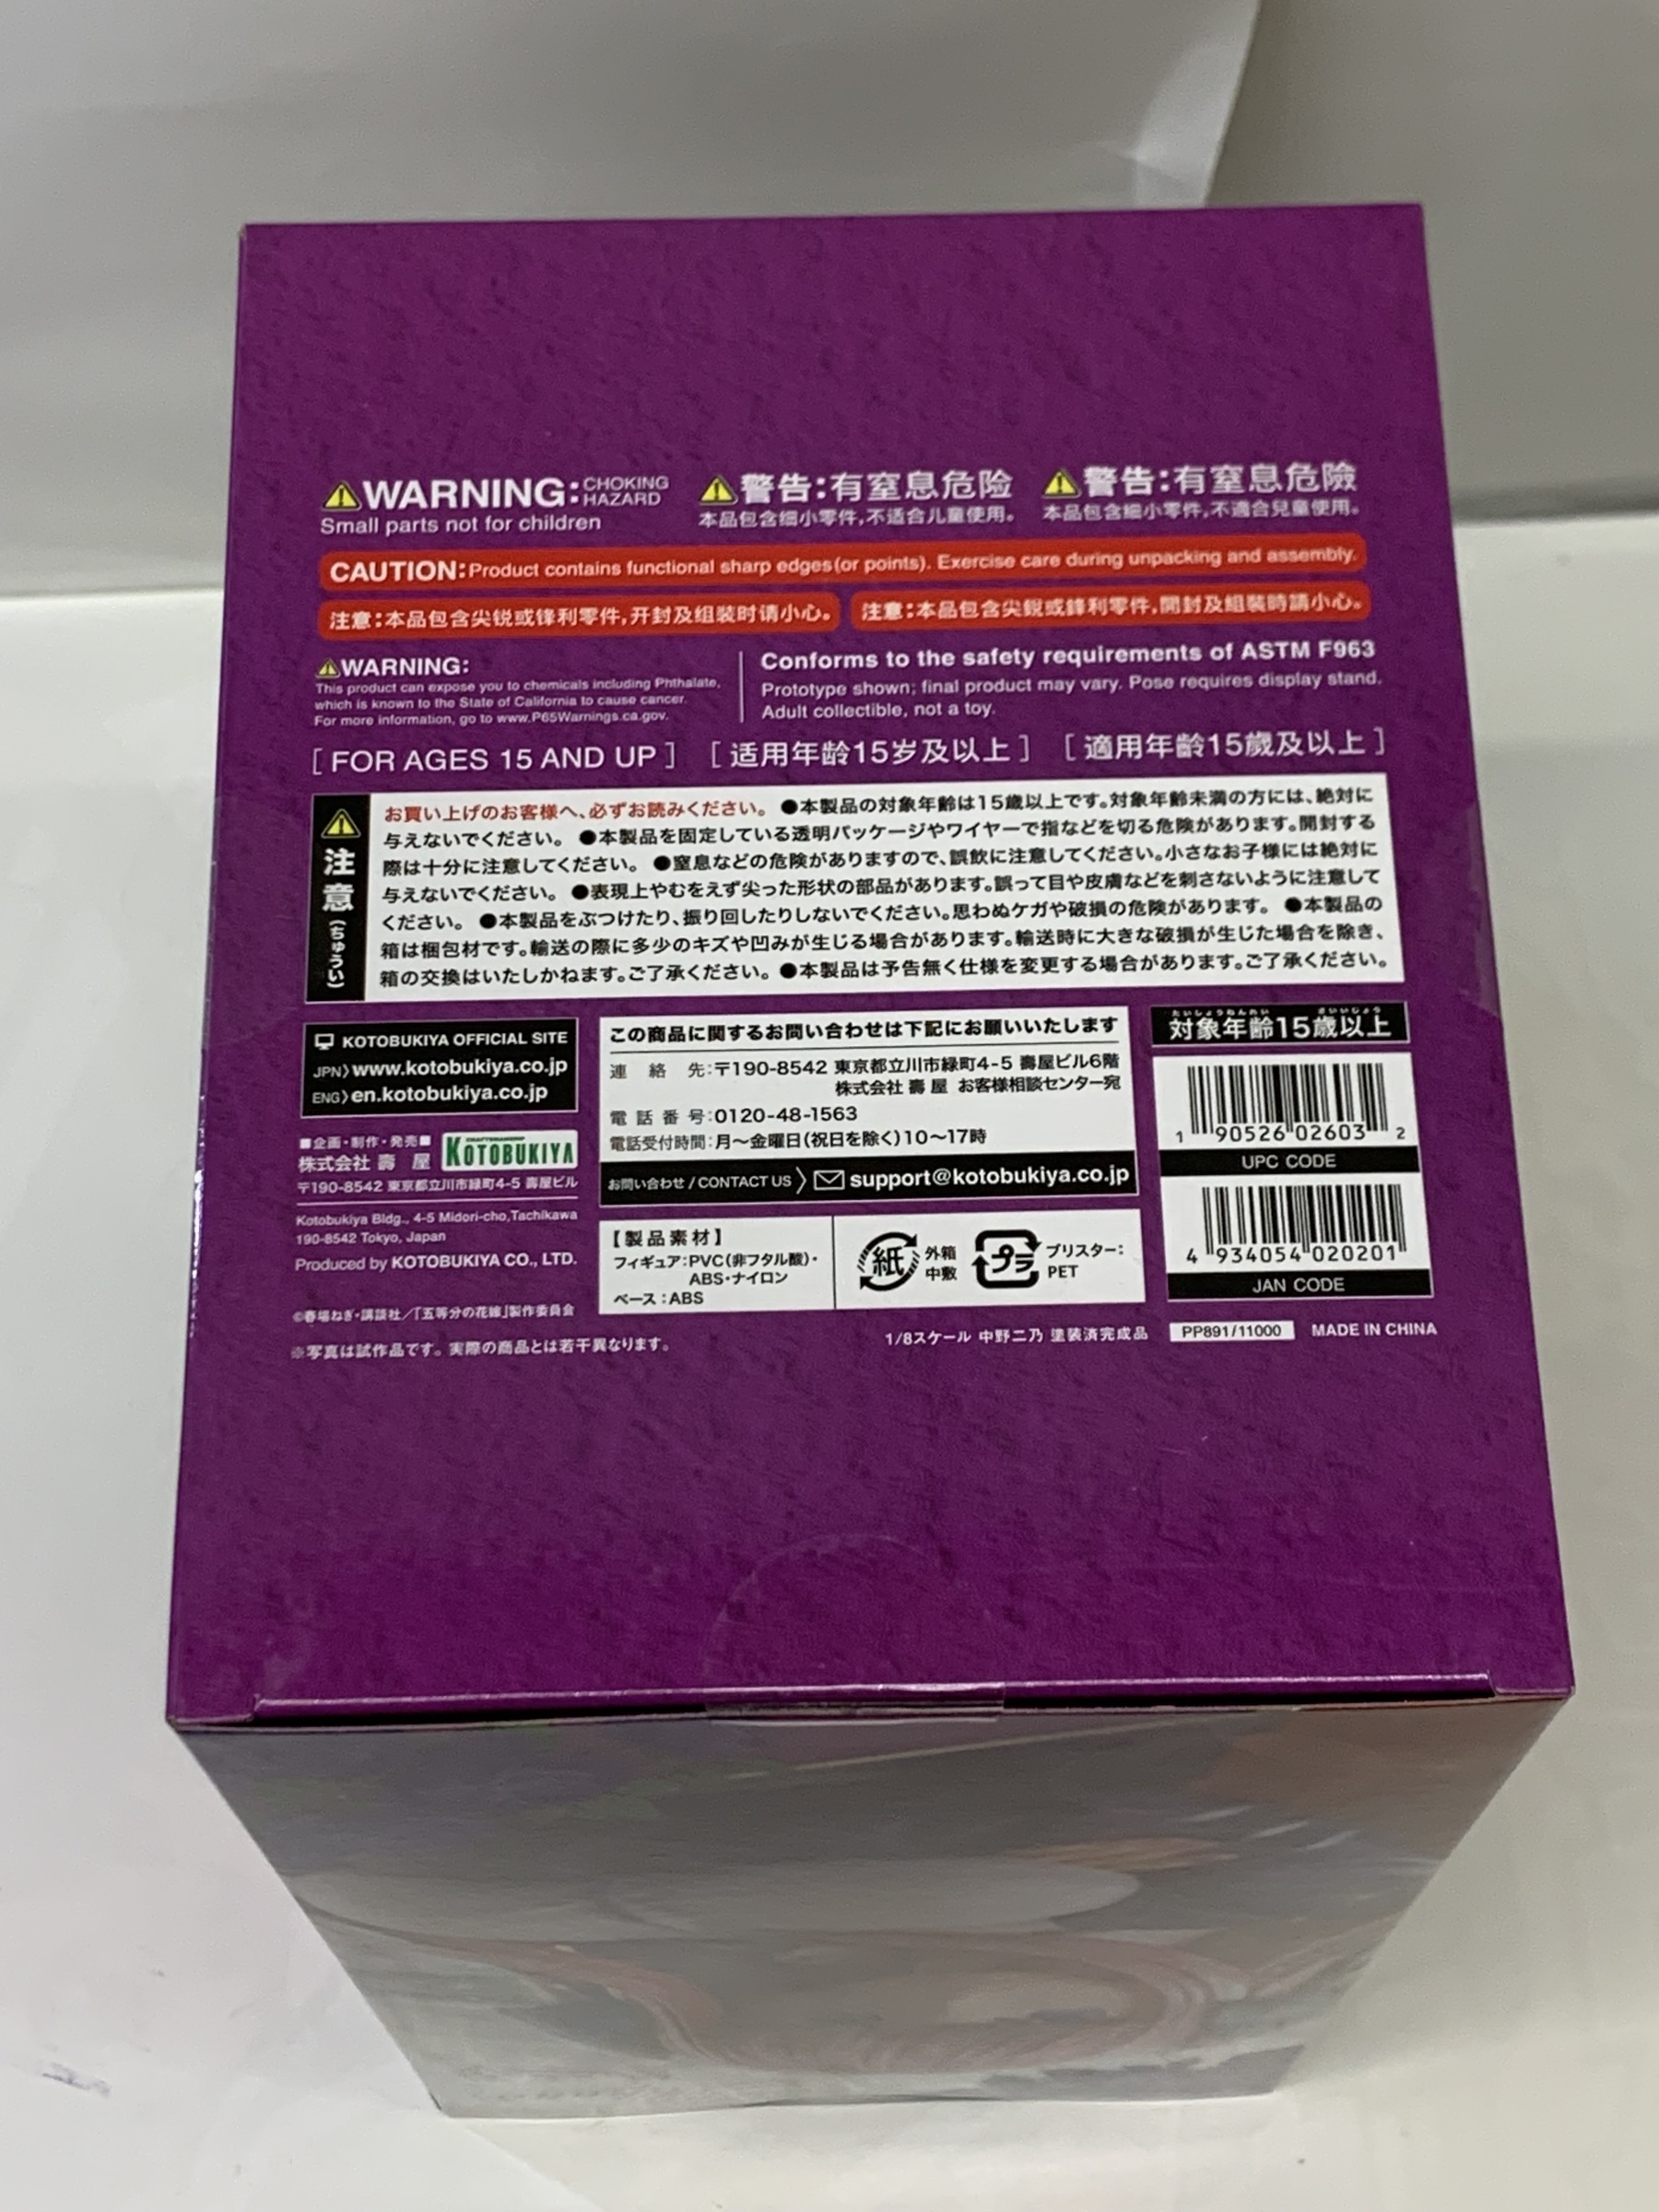 ⚠WARNING: CHOKING HAZARD
Small parts not for children
⚠警告:有窒息危险
本品包含细小零件,不适合儿童使用。
⚠警告:有窒息危險
本品包含細小零件,不適合兒童使用。
CAUTION:Product contains functional sharp edges(or points). Exercise care during unpacking and assembly.
注意:本品包含尖锐或锋利零件,开封及组装时请小心。
注意:本品包含尖銳或鋒利零件,開封及組裝時請小心。
⚠WARNING:
This product can expose you to chemicals including Phthalate,
which is known to the State of California to cause cancer.
For more information, go to www.P65Warnings.ca.gov.
Conforms to the safety requirements of ASTM F963
Prototype shown; final product may vary. Pose requires display stand.
Adult collectible, not a toy.
[ FOR AGES 15 AND UP ] [ 适用年龄15岁及以上 ] [ 適用年齡15歲及以上 ]
⚠注意(ちゅうい)
お買い上げのお客様へ、必ずお読みください。 ●本製品の対象年齢は15歳以上です。対象年齢未満の方には、絶対に
与えないでください。 ●本製品を固定している透明パッケージやワイヤーで指などを切る危険があります。開封する
際は十分に注意してください。 ●窒息などの危険がありますので、誤飲に注意してください。小さなお子様には絶対に
与えないでください。 ●表現上やむをえず尖った形状の部品があります。誤って目や皮膚などを刺さないように注意して
ください。 ●本製品をぶつけたり、振り回したりしないでください。思わぬケガや破損の危険があります。 ●本製品の
箱は梱包材です。輸送の際に多少のキズや凹みが生じる場合があります。輸送時に大きな破損が生じた場合を除き、
箱の交換はいたしかねます。ご了承ください。 ●本製品は予告無く仕様を変更する場合があります。ご了承ください。
KOTOBUKIYA OFFICIAL SITE
JPN〉www.kotobukiya.co.jp
ENG〉en.kotobukiya.co.jp
■企画・制作・発売■
株式会社 壽 屋
CRAFTSMANSHIP
KOTOBUKIYA
〒190-8542 東京都立川市緑町4-5 壽屋ビル
Kotobukiya Bldg., 4-5 Midori-cho,Tachikawa
190-8542 Tokyo, Japan
Produced by KOTOBUKIYA CO., LTD.
©春場ねぎ・講談社/「五等分の花嫁」製作委員会
※写真は試作品です。実際の商品とは若干異なります。
この商品に関するお問い合わせは下記にお願いいたします
連絡先:〒190-8542 東京都立川市緑町4-5 壽屋ビル6階
株式会社 壽 屋 お客様相談センター宛
電話番号:0120-48-1563
電話受付時間:月〜金曜日(祝日を除く)10〜17時
お問い合わせ / CONTACT US 〉 support@kotobukiya.co.jp
【製品素材】
フィギュア:PVC(非フタル酸)・
ABS・ナイロン
ベース:ABS
紙 外箱
中敷
プラ ブリスター:
PET
1/8スケール 中野二乃 塗装済完成品
たいしょうねんれい さいいじょう
対象年齢15歳以上
1 90526 02603 2
UPC CODE
4 934054 020201
JAN CODE
PP891/11000 MADE IN CHINA